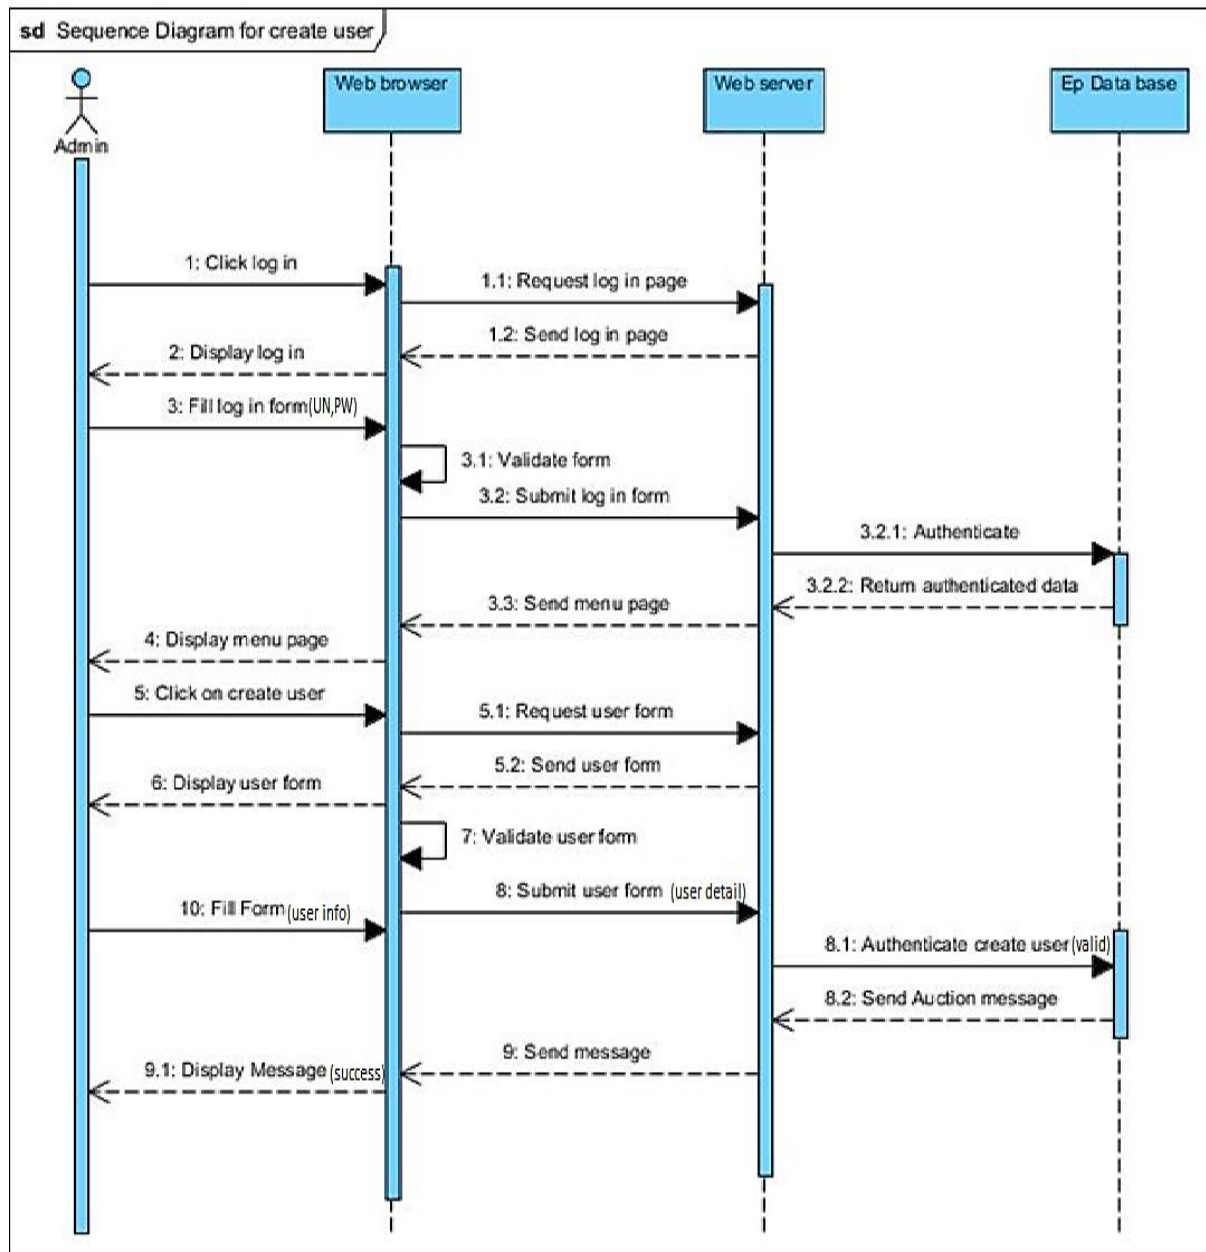 sd Sequence Diagram for create user
Admin
Web browser
Web server
Ep Data base
1: Click log in
1.1: Request log in page
1.2: Send log in page
2: Display log in
3: Fill log in form(UN,PW)
3.1: Validate form
3.2: Submit log in form
3.2.1: Authenticate
3.2.2: Return authenticated data
3.3: Send menu page
4: Display menu page
5: Click on create user
5.1: Request user form
5.2: Send user form
6: Display user form
7: Validate user form
8: Submit user form (user detail)
10: Fill Form(user info)
8.1: Authenticate create user(valid)
8.2: Send Auction message
9: Send message
9.1: Display Message(success)